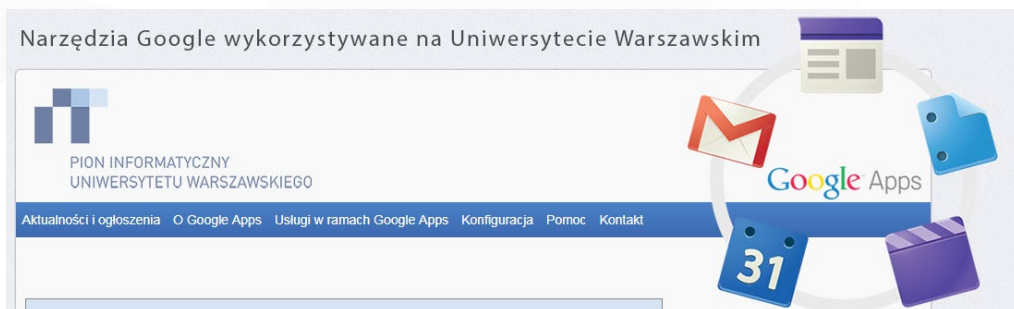 Narzędzia Google wykorzystywane na Uniwersytecie Warszawskim
PION INFORMATYCZNY
UNIWERSYTETU WARSZAWSKIEGO
Google Apps
Aktualności i ogłoszenia O Google Apps Usługi w ramach Google Apps Konfiguracja Pomoc Kontakt
31